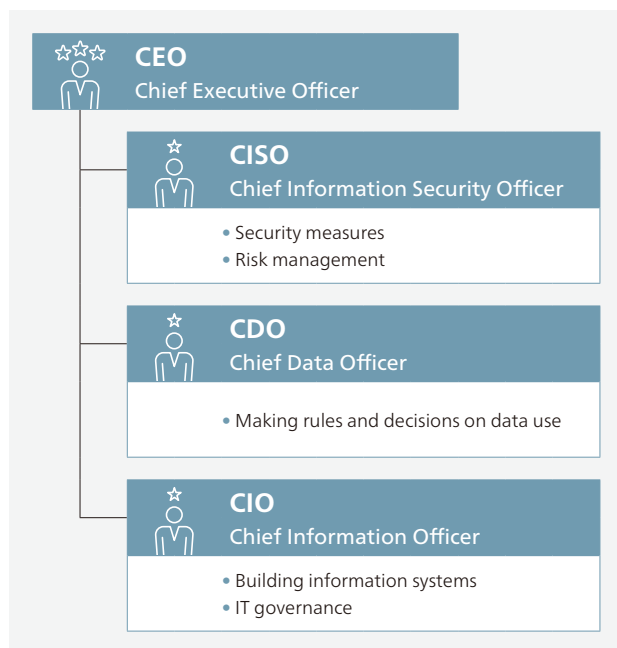 CEO
Chief Executive Officer
CISO
Chief Information Security Officer
• Security measures
• Risk management
CDO
Chief Data Officer
• Making rules and decisions on data use
CIO
Chief Information Officer
• Building information systems
• IT governance